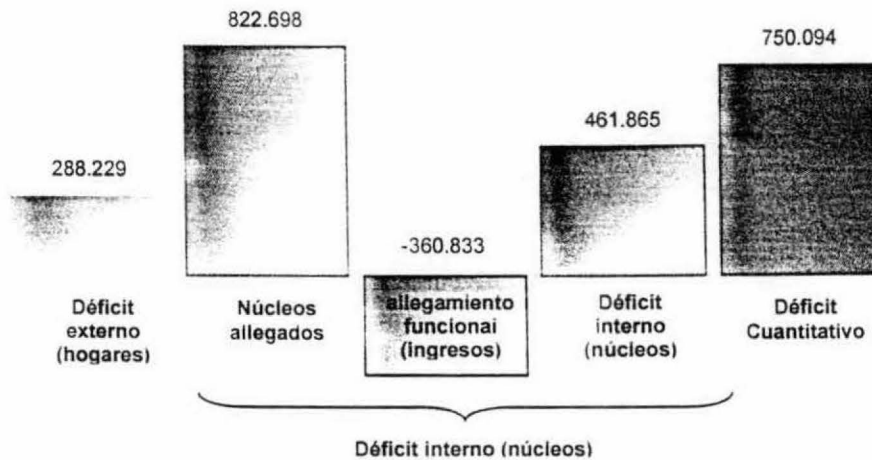 822.698
750.094
461.865
288.229
-360.833
Déficit
externo
(hogares)
Núcleos
allegados
allegamiento
funcionai
(ingresos)
Déficit
interno
(núcleos)
Déficit
Cuantitativo
Déficit interno (núcleos)